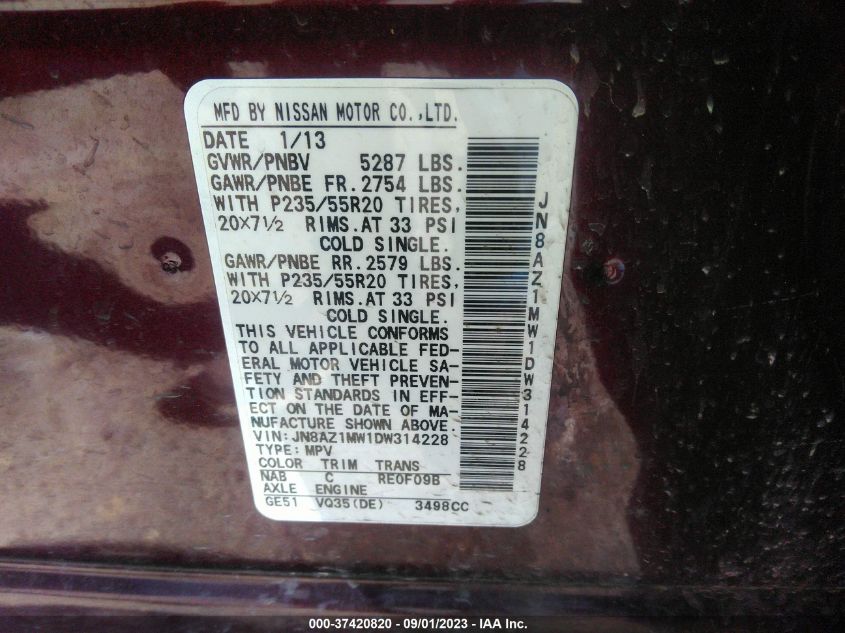 MFD BY NISSAN MOTOR CO.,LTD.
DATE 1/13
GVWR/PNBV 5287 LBS.
GAWR/PNBE FR. 2754 LBS.
WITH P235/55R20 TIRES,
20×7½ RIMS.AT 33 PSI
COLD SINGLE.
GAWR/PNBE RR. 2579 LBS.
WITH P235/55R20 TIRES,
20×7½ RIMS.AT 33 PSI
COLD SINGLE.
THIS VEHICLE CONFORMS
TO ALL APPLICABLE FED-
ERAL MOTOR VEHICLE SA-
FETY AND THEFT PREVEN-
TION STANDARDS IN EFF-
ECT ON THE DATE OF MA-
NUFACTURE SHOWN ABOVE.
VIN: JN8AZ1MW1DW314228
TYPE: MPV
COLOR TRIM TRANS
NAB C RE0F09B
AXLE ENGINE
GE51 VQ35(DE) 3498CC
JN8AZ1MW1DW314228
000-37420820 - 09/01/2023 - IAA Inc.